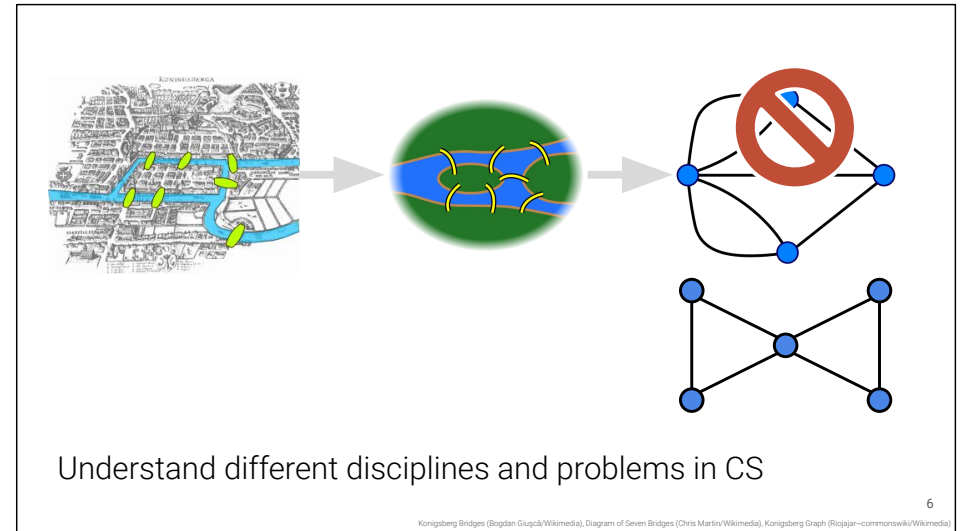 KONINGSBERGA
Understand different disciplines and problems in CS
6
Konigsberg Bridges (Bogdan Giuşcă/Wikimedia), Diagram of Seven Bridges (Chris Martin/Wikimedia), Konigsberg Graph (Riojajar~commonswiki/Wikimedia)